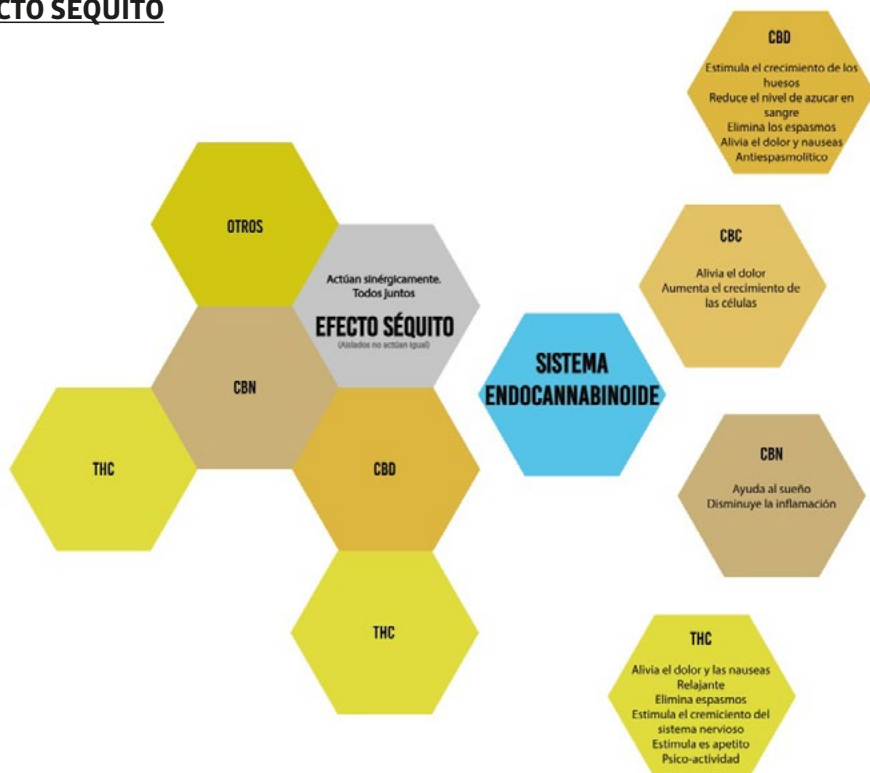 CTO SÉQUITO
CBD
Estimula el crecimiento de los
huesos
Reduce el nivel de azucar en
sangre
Elimina los espasmos
Alivia el dolor y nauseas
Antiespasmolítico
OTROS
Actúan sinérgicamente.
Todos juntos
EFECTO SÉQUITO
(Aislados no actúan igual)
CBC
Alivia el dolor
Aumenta el crecimiento de
las células
SISTEMA
ENDOCANNABINOIDE
CBN
THC
CBD
CBN
Ayuda al sueño
Disminuye la inflamación
THC
THC
Alivia el dolor y las nauseas
Relajante
Elimina espasmos
Estimula el cremiciento del
sistema nervioso
Estimula es apetito
Psico-actividad